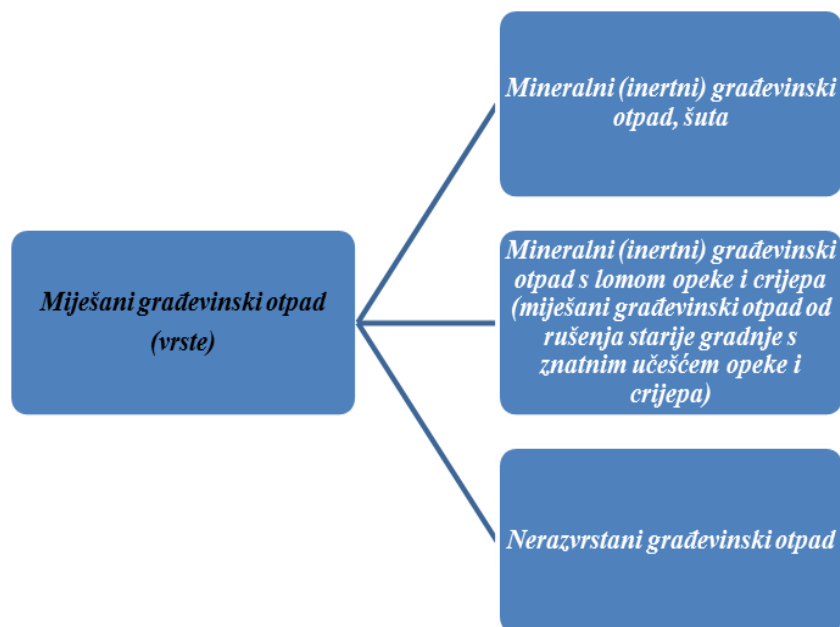 Miješani građevinski otpad
(vrste)
Mineralni (inertni) građevinski
otpad, šuta
Mineralni (inertni) građevinski
otpad s lomom opeke i crijepa
(miješani građevinski otpad od
rušenja starije gradnje s
znatnim učešćem opeke i
crijepa)
Nerazvrstani građevinski otpad